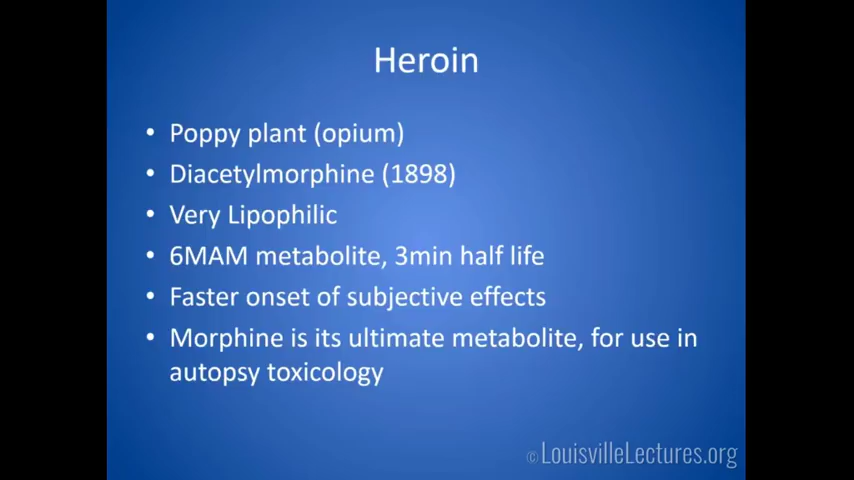 Heroin
• Poppy plant (opium)
• Diacetylmorphine (1898)
• Very Lipophilic
• 6MAM metabolite, 3min half life
• Faster onset of subjective effects
• Morphine is its ultimate metabolite, for use in
autopsy toxicology
© LouisvilleLectures.org